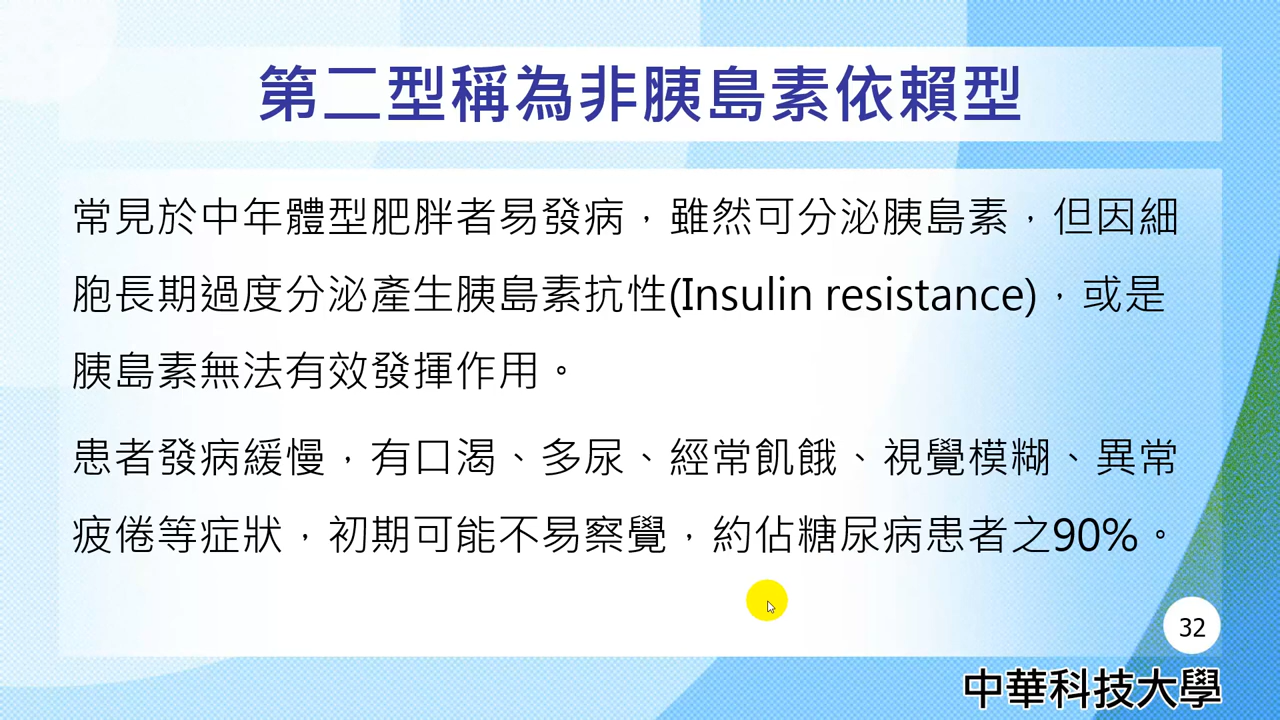 第二型稱為非胰島素依賴型
常見於中年體型肥胖者易發病，雖然可分泌胰島素，但因細
胞長期過度分泌產生胰島素抗性(Insulin resistance)，或是
胰島素無法有效發揮作用。
患者發病緩慢，有口渴、多尿、經常飢餓、視覺模糊、異常
疲倦等症狀，初期可能不易察覺，約佔糖尿病患者之90%。
32
中華科技大學